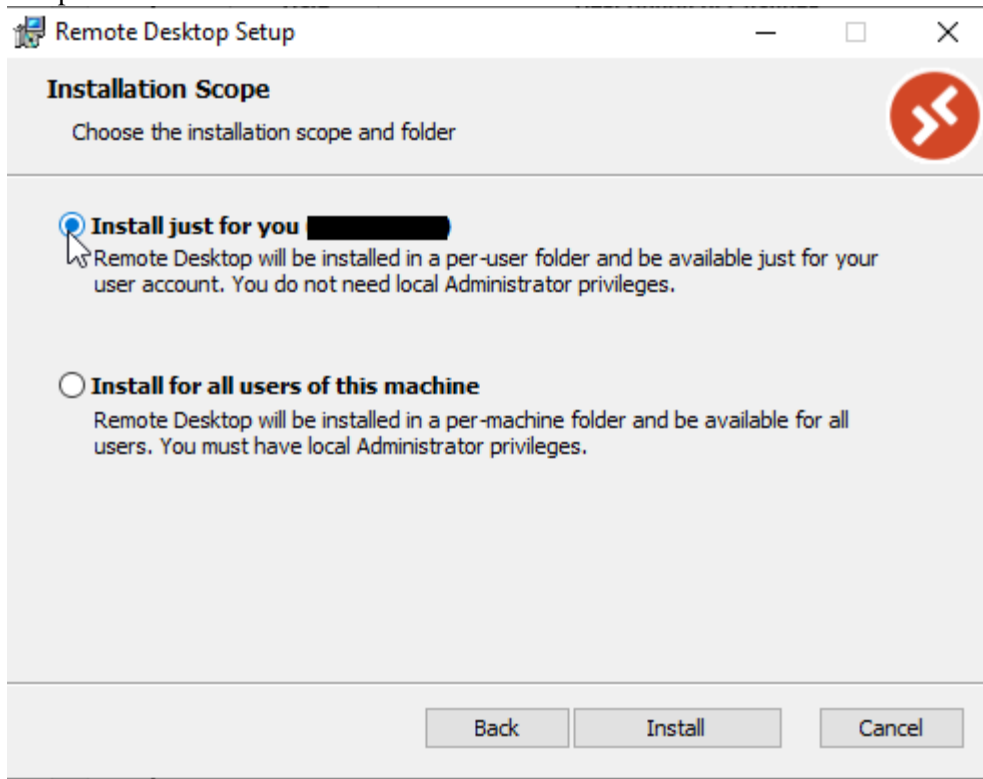 Remote Desktop Setup
Installation Scope
Choose the installation scope and folder
Install just for you ( )
Remote Desktop will be installed in a per-user folder and be available just for your
user account. You do not need local Administrator privileges.
Install for all users of this machine
Remote Desktop will be installed in a per-machine folder and be available for all
users. You must have local Administrator privileges.
Back
Install
Cancel